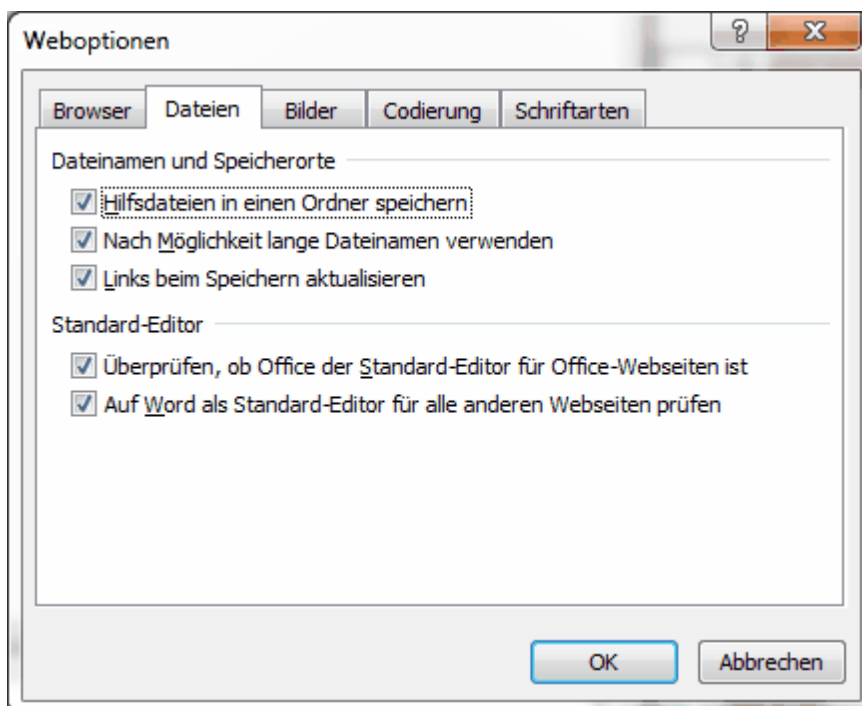 Weboptionen
Browser Dateien Bilder Codierung Schriftarten
Dateinamen und Speicherorte
Hilfsdateien in einen Ordner speichern
Nach Möglichkeit lange Dateinamen verwenden
Links beim Speichern aktualisieren
Standard-Editor
Überprüfen, ob Office der Standard-Editor für Office-Webseiten ist
Auf Word als Standard-Editor für alle anderen Webseiten prüfen
OK Abbrechen